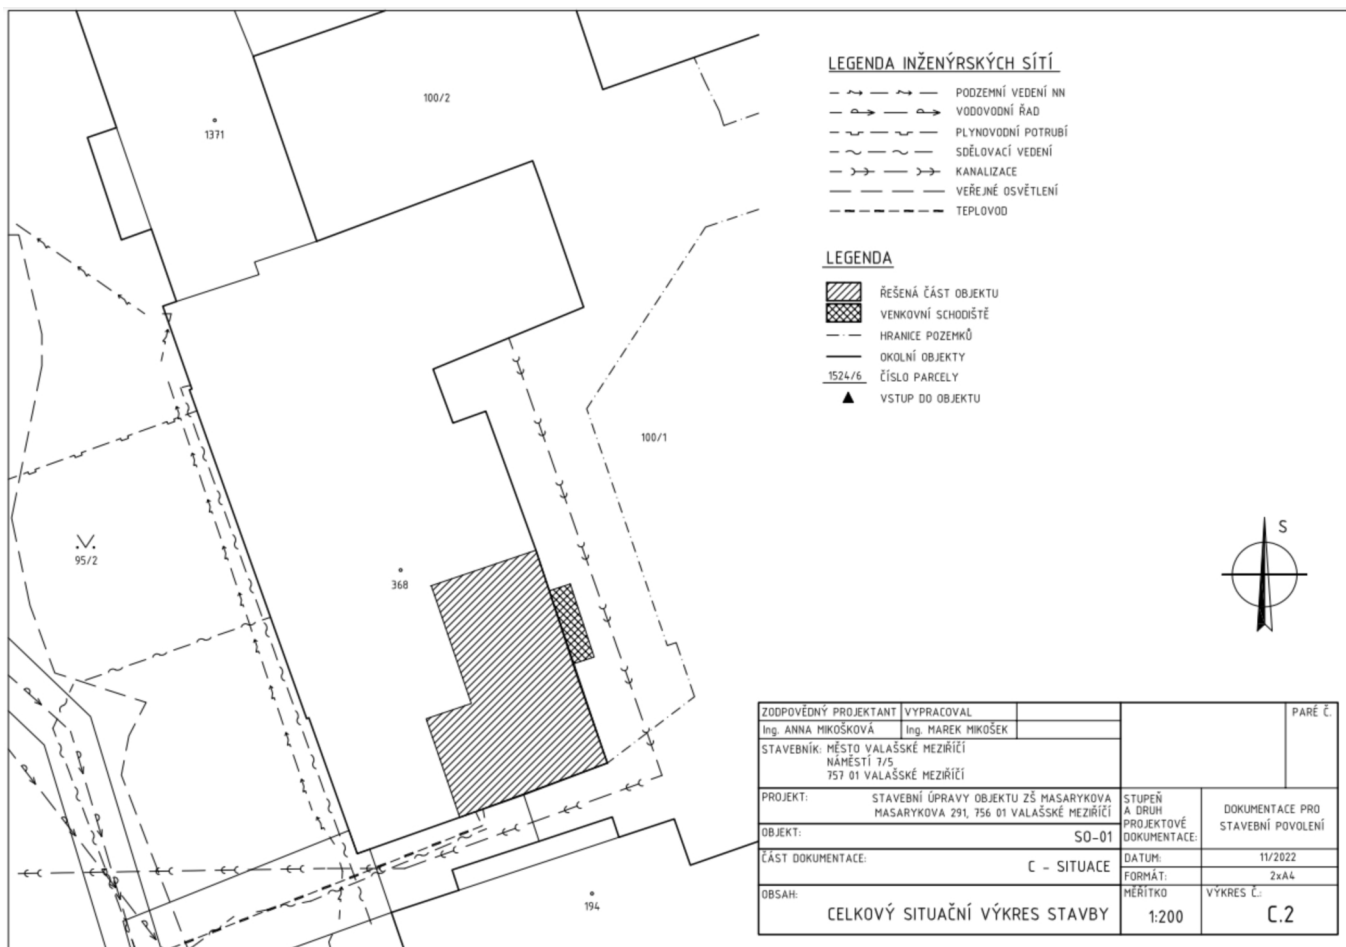 100/2
1371
100/1
95/2
368
194
LEGENDA INŽENÝRSKÝCH SÍTÍ
PODZEMNÍ VEDENÍ NN
VODOVODNÍ ŘAD
PLYNOVODNÍ POTRUBÍ
SDĚLOVACÍ VEDENÍ
KANALIZACE
VEŘEJNÉ OSVĚTLENÍ
TEPLOVOD
LEGENDA
ŘEŠENÁ ČÁST OBJEKTU
VENKOVNÍ SCHODIŠTĚ
HRANICE POZEMKŮ
OKOLNÍ OBJEKTY
1524/6 ČÍSLO PARCELY
VSTUP DO OBJEKTU
S
ZODPOVĚDNÝ PROJEKTANT VYPRACOVAL PARÉ Č.
Ing. ANNA MIKOŠKOVÁ Ing. MAREK MIKOŠEK
STAVEBNÍK: MĚSTO VALAŠSKÉ MEZIŘÍČÍ
NÁMĚSTÍ 7/5
757 01 VALAŠSKÉ MEZIŘÍČÍ
PROJEKT: STAVEBNÍ ÚPRAVY OBJEKTU ZŠ MASARYKOVA
MASARYKOVA 291, 756 01 VALAŠSKÉ MEZIŘÍČÍ
OBJEKT: SO-01
ČÁST DOKUMENTACE: C - SITUACE
OBSAH: CELKOVÝ SITUAČNÍ VÝKRES STAVBY
STUPEŇ
A DRUH
PROJEKTOVÉ
DOKUMENTACE:
DOKUMENTACE PRO
STAVEBNÍ POVOLENÍ
DATUM: 11/2022
FORMÁT: 2xA4
MĚŘÍTKO VÝKRES Č.:
1:200 C.2